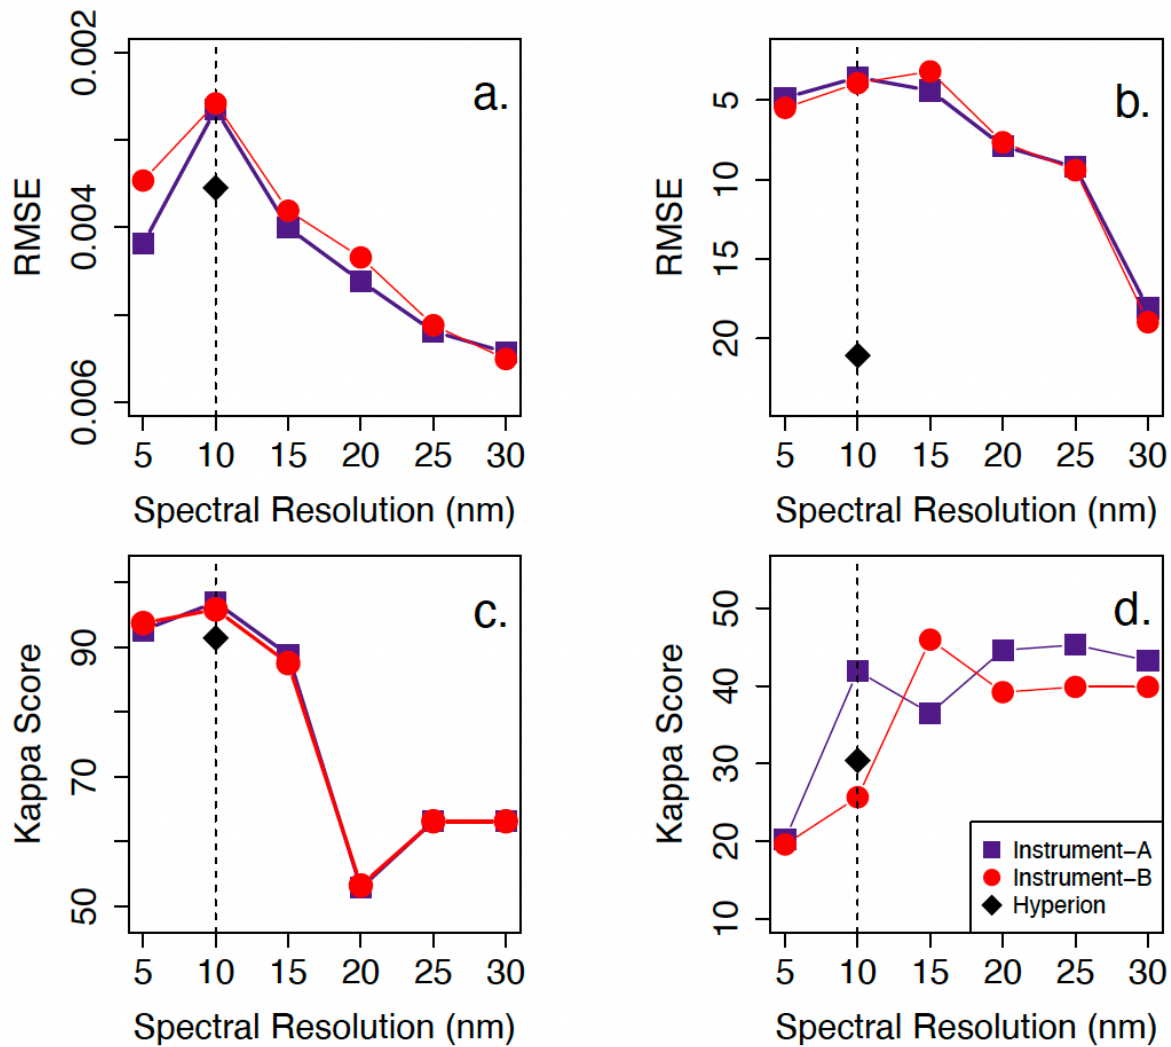 a.
RMSE
0.002
0.004
0.006
5 10 15 20 25 30
Spectral Resolution (nm)
b.
RMSE
5
10
15
20
5 10 15 20 25 30
Spectral Resolution (nm)
c.
Kappa Score
90
70
50
5 10 15 20 25 30
Spectral Resolution (nm)
d.
Kappa Score
50
40
30
20
10
Instrument-A
Instrument-B
Hyperion
5 10 15 20 25 30
Spectral Resolution (nm)